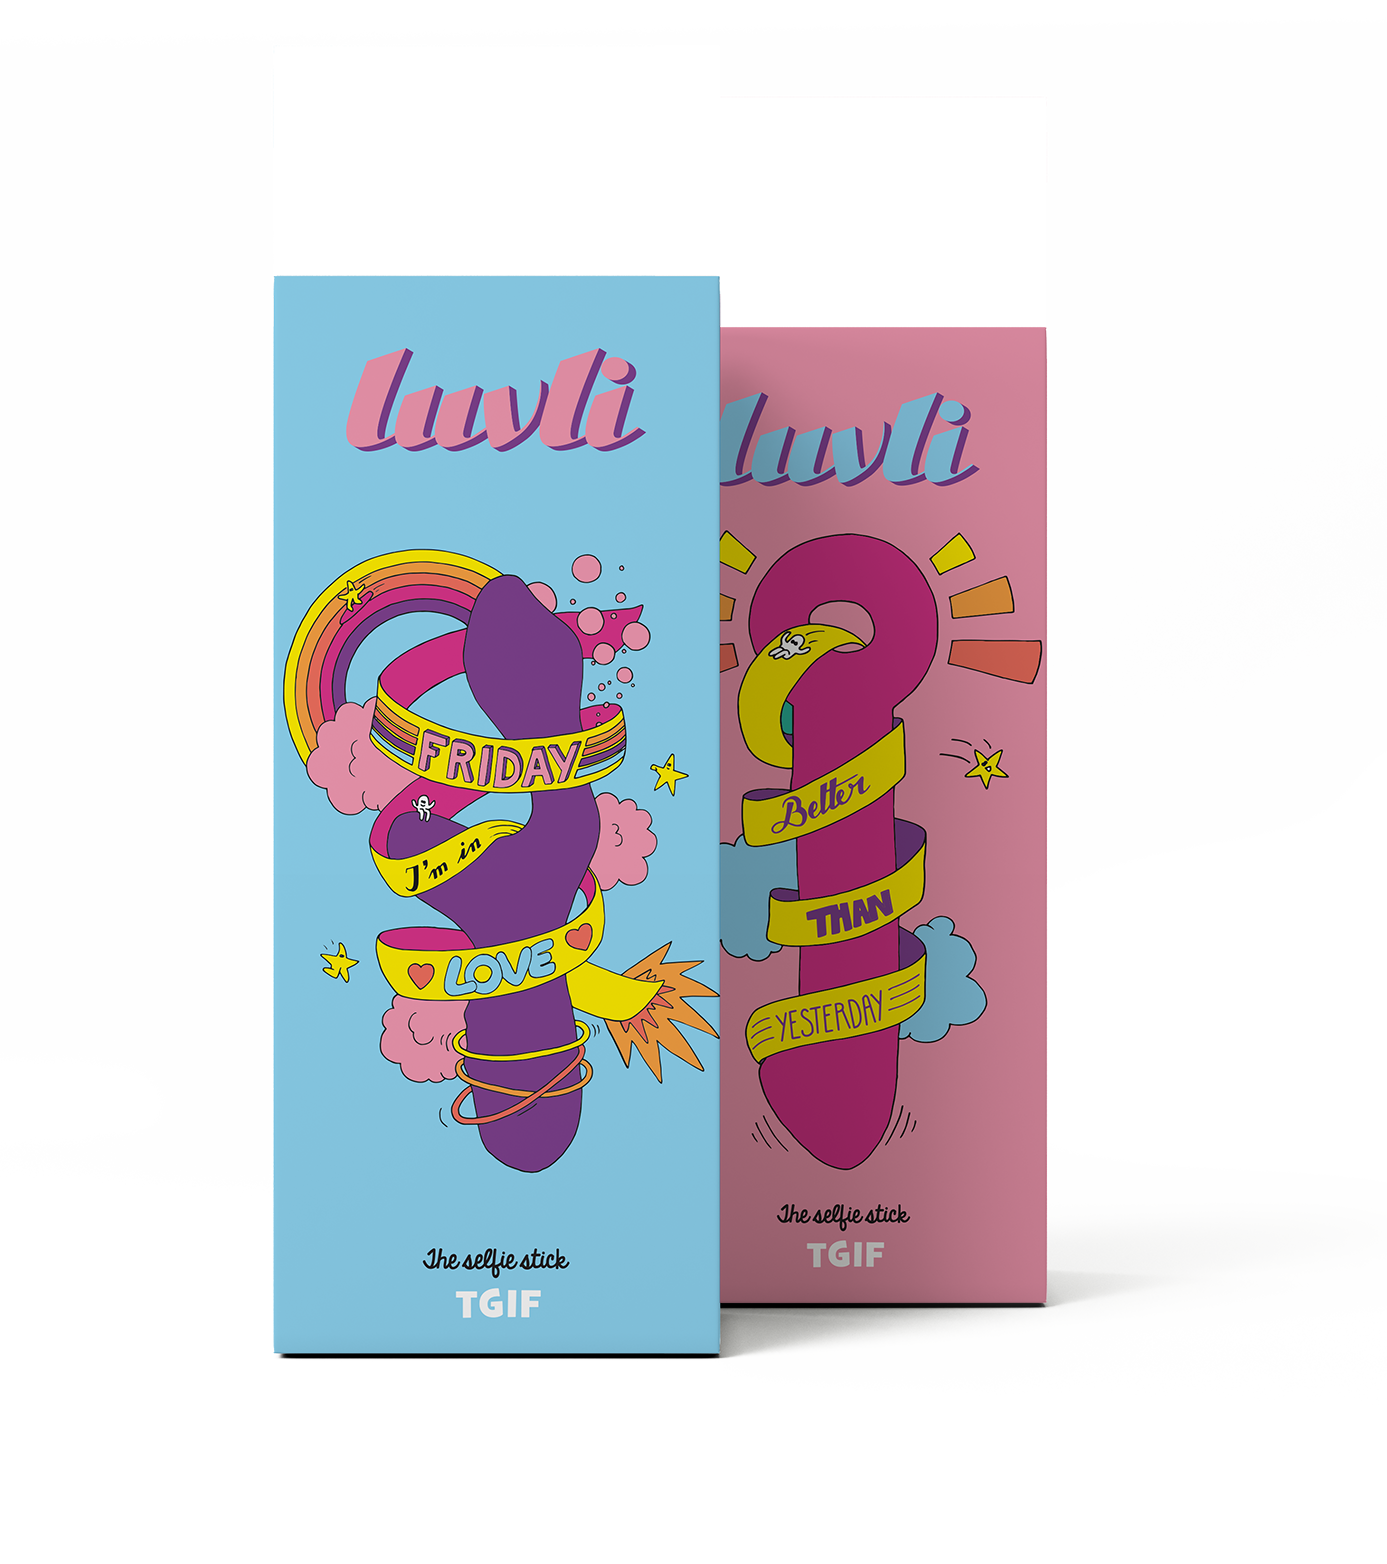 luvli
FRIDAY
I'm in
LOVE
The selfie stick
TGIF
luvli
Better
THAN
YESTERDAY
The selfie stick
TGIF